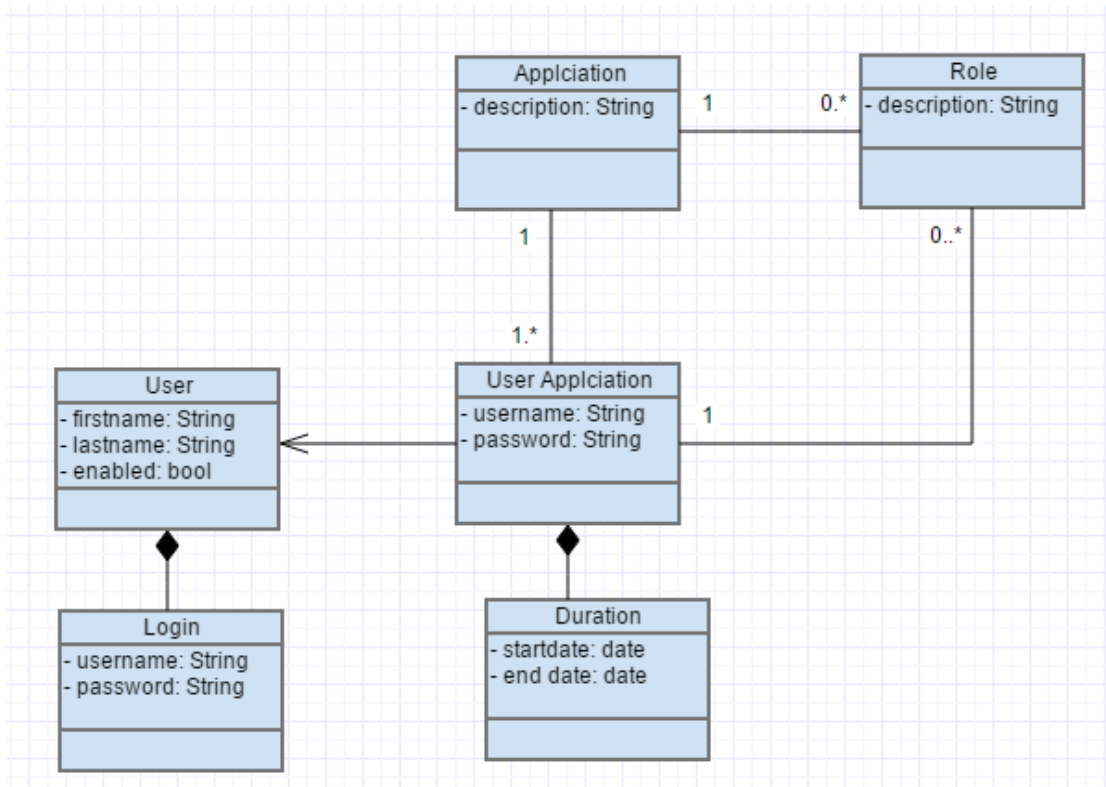 Applciation
- description: String
1
0.*
Role
- description: String
1
0..*
1.*
User
- firstname: String
- lastname: String
- enabled: bool
User Applciation
- username: String
- password: String
1
Login
- username: String
- password: String
Duration
- startdate: date
- end date: date